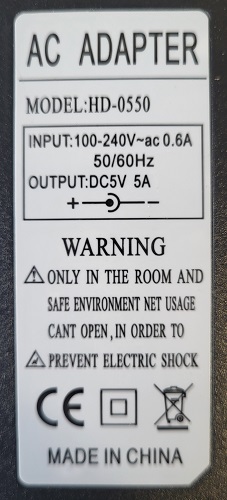 AC ADAPTER
MODEL:HD-0550
INPUT:100-240V~ac 0.6A
50/60Hz
OUTPUT:DC5V 5A
+ -
WARNING
ONLY IN THE ROOM AND
SAFE ENVIRONMENT NET USAGE
CANT OPEN, IN ORDER TO
PREVENT ELECTRIC SHOCK
CE
MADE IN CHINA